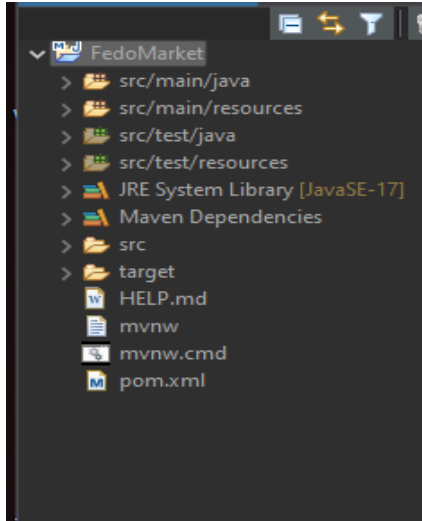 FedoMarket
src/main/java
src/main/resources
src/test/java
src/test/resources
JRE System Library [JavaSE-17]
Maven Dependencies
src
target
HELP.md
mvnw
mvnw.cmd
pom.xml